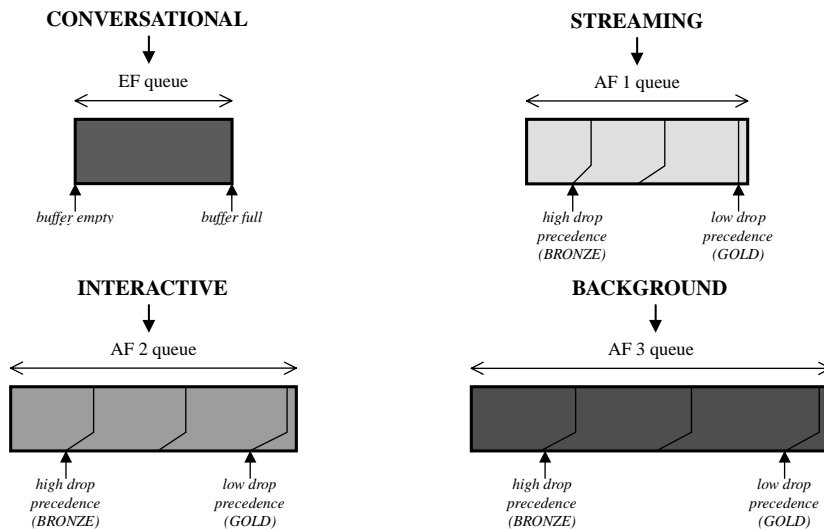 CONVERSATIONAL
EF queue
buffer empty
buffer full
STREAMING
AF 1 queue
high drop
precedence
(BRONZE)
low drop
precedence
(GOLD)
INTERACTIVE
AF 2 queue
high drop
precedence
(BRONZE)
low drop
precedence
(GOLD)
BACKGROUND
AF 3 queue
high drop
precedence
(BRONZE)
low drop
precedence
(GOLD)